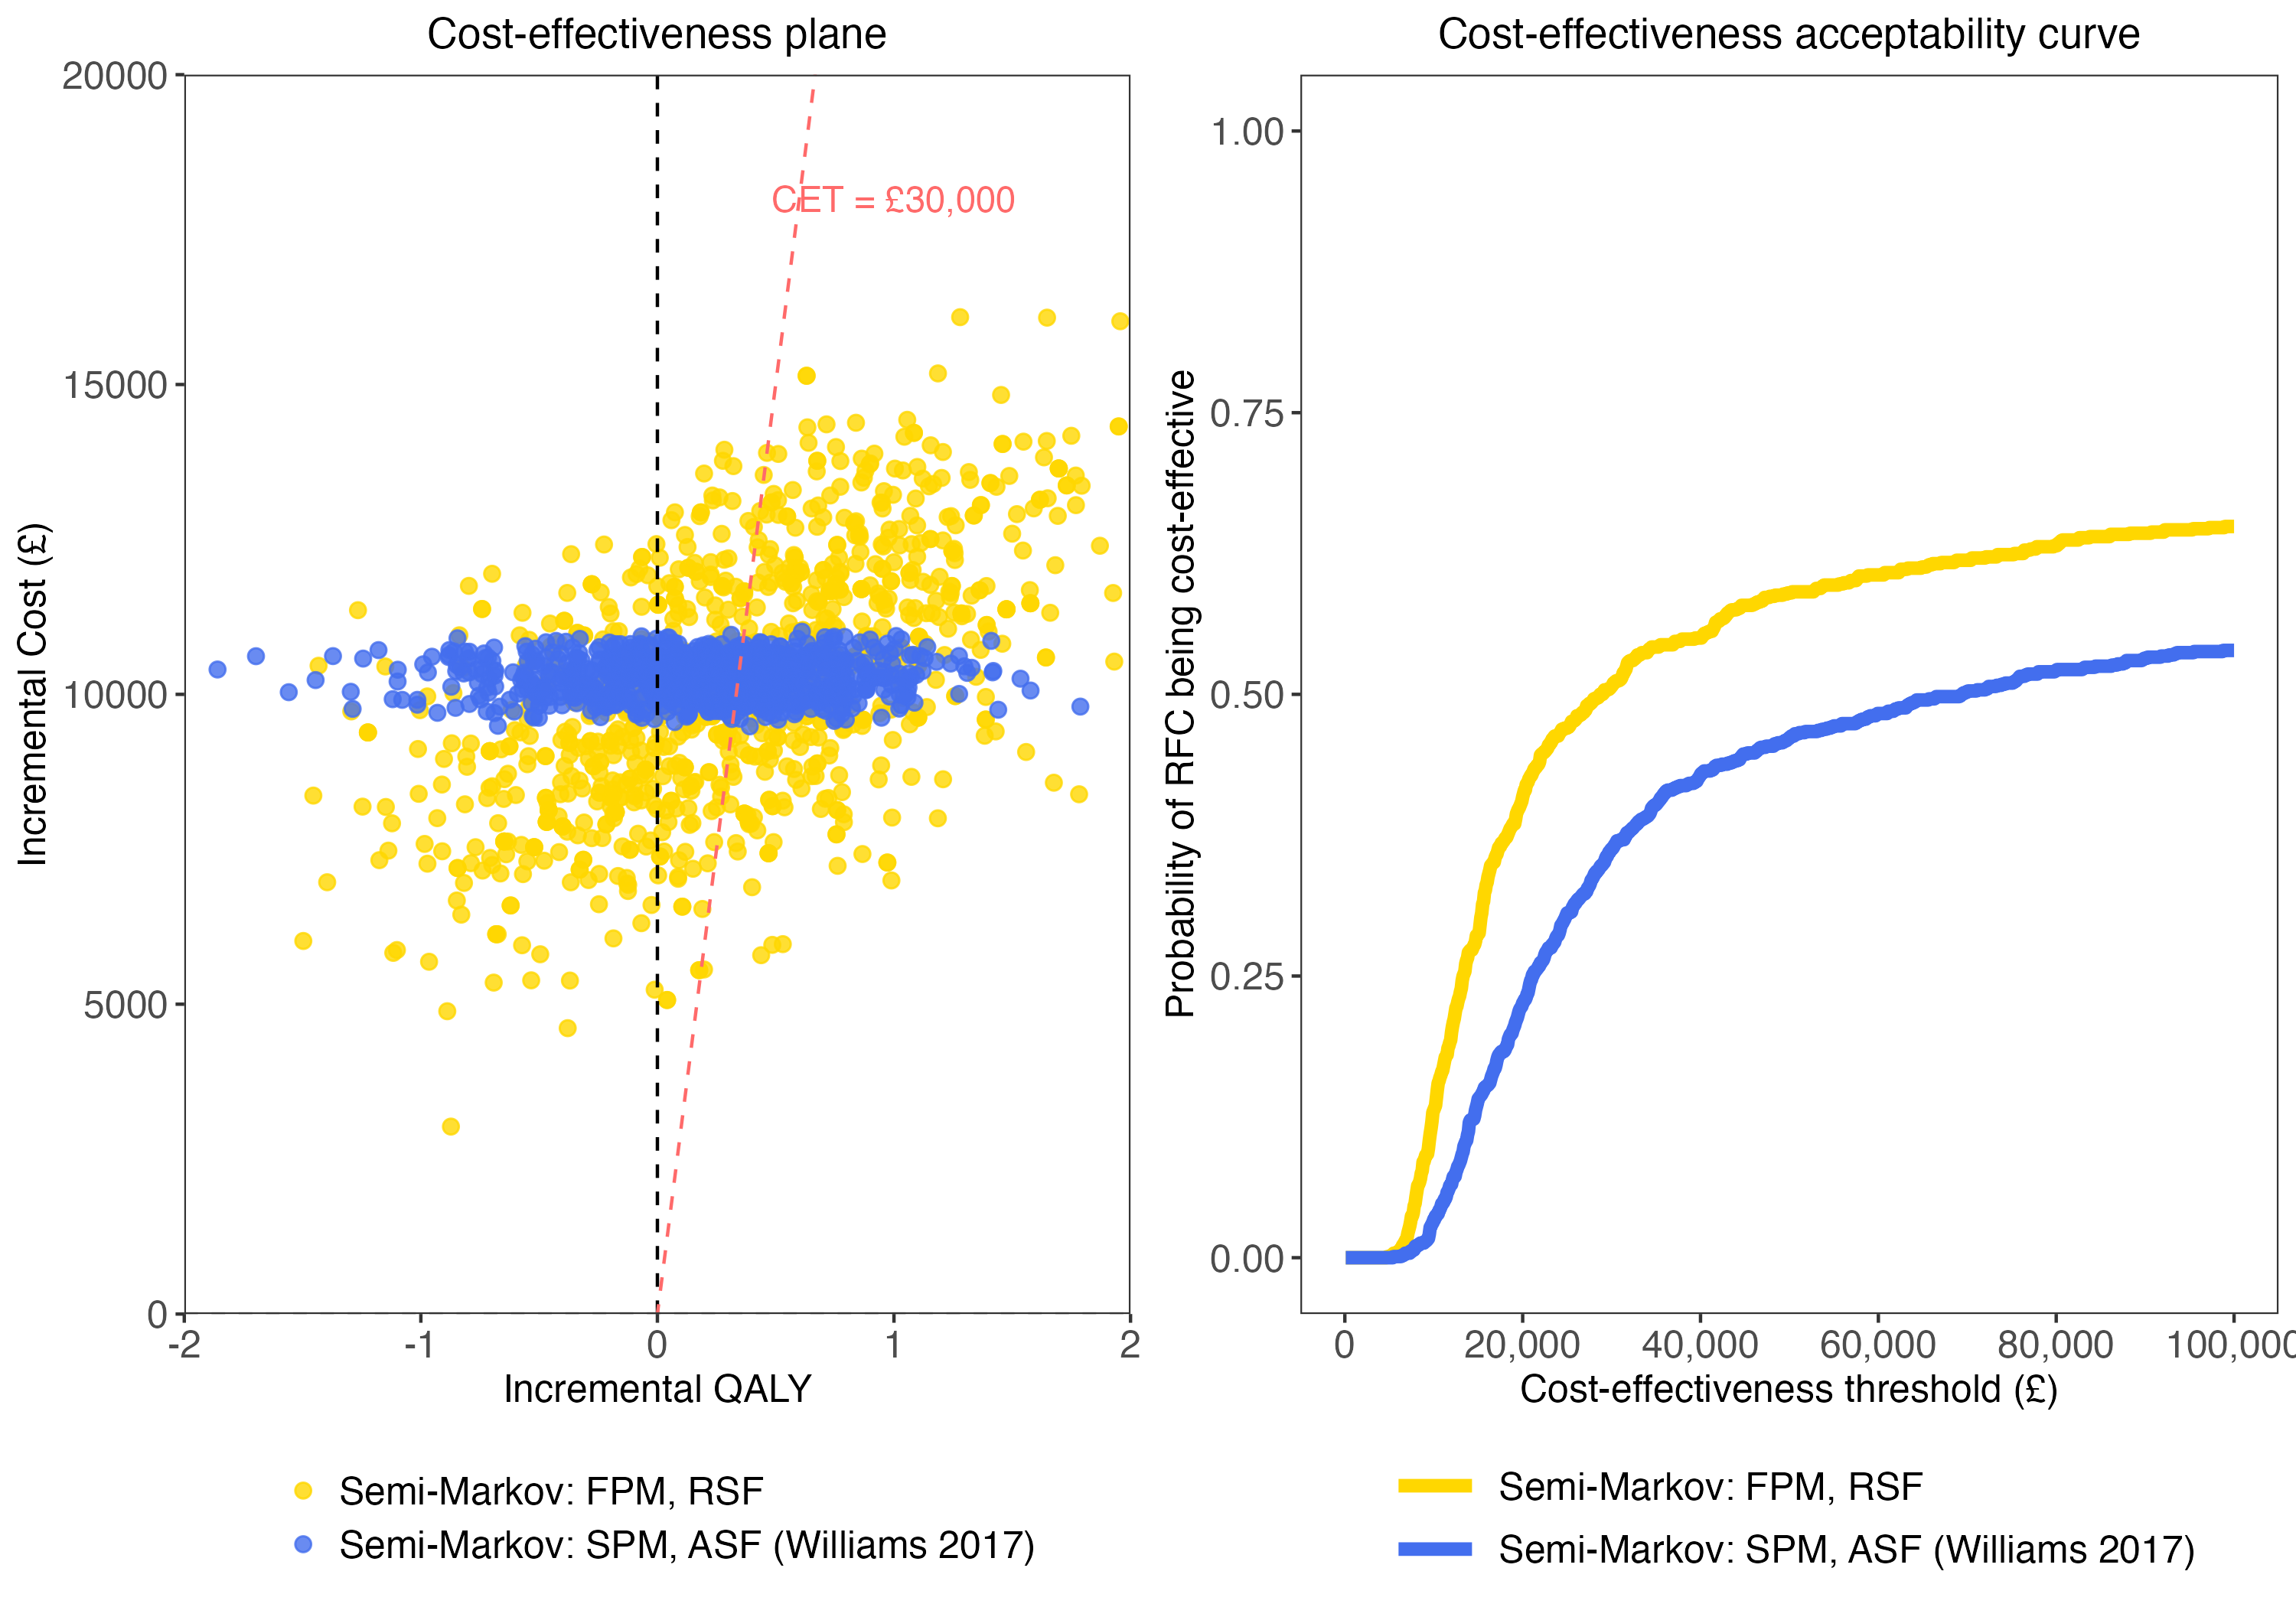 Cost-effectiveness plane
20000
15000
10000
5000
0
Incremental Cost (£)
CET = £30,000
-2
-1
0
1
2
Incremental QALY
Semi-Markov: FPM, RSF
Semi-Markov: SPM, ASF (Williams 2017)
Cost-effectiveness acceptability curve
1.00
0.75
0.50
0.25
0.00
Probability of RFC being cost-effective
0
20,000
40,000
60,000
80,000
100,000
Cost-effectiveness threshold (£)
Semi-Markov: FPM, RSF
Semi-Markov: SPM, ASF (Williams 2017)